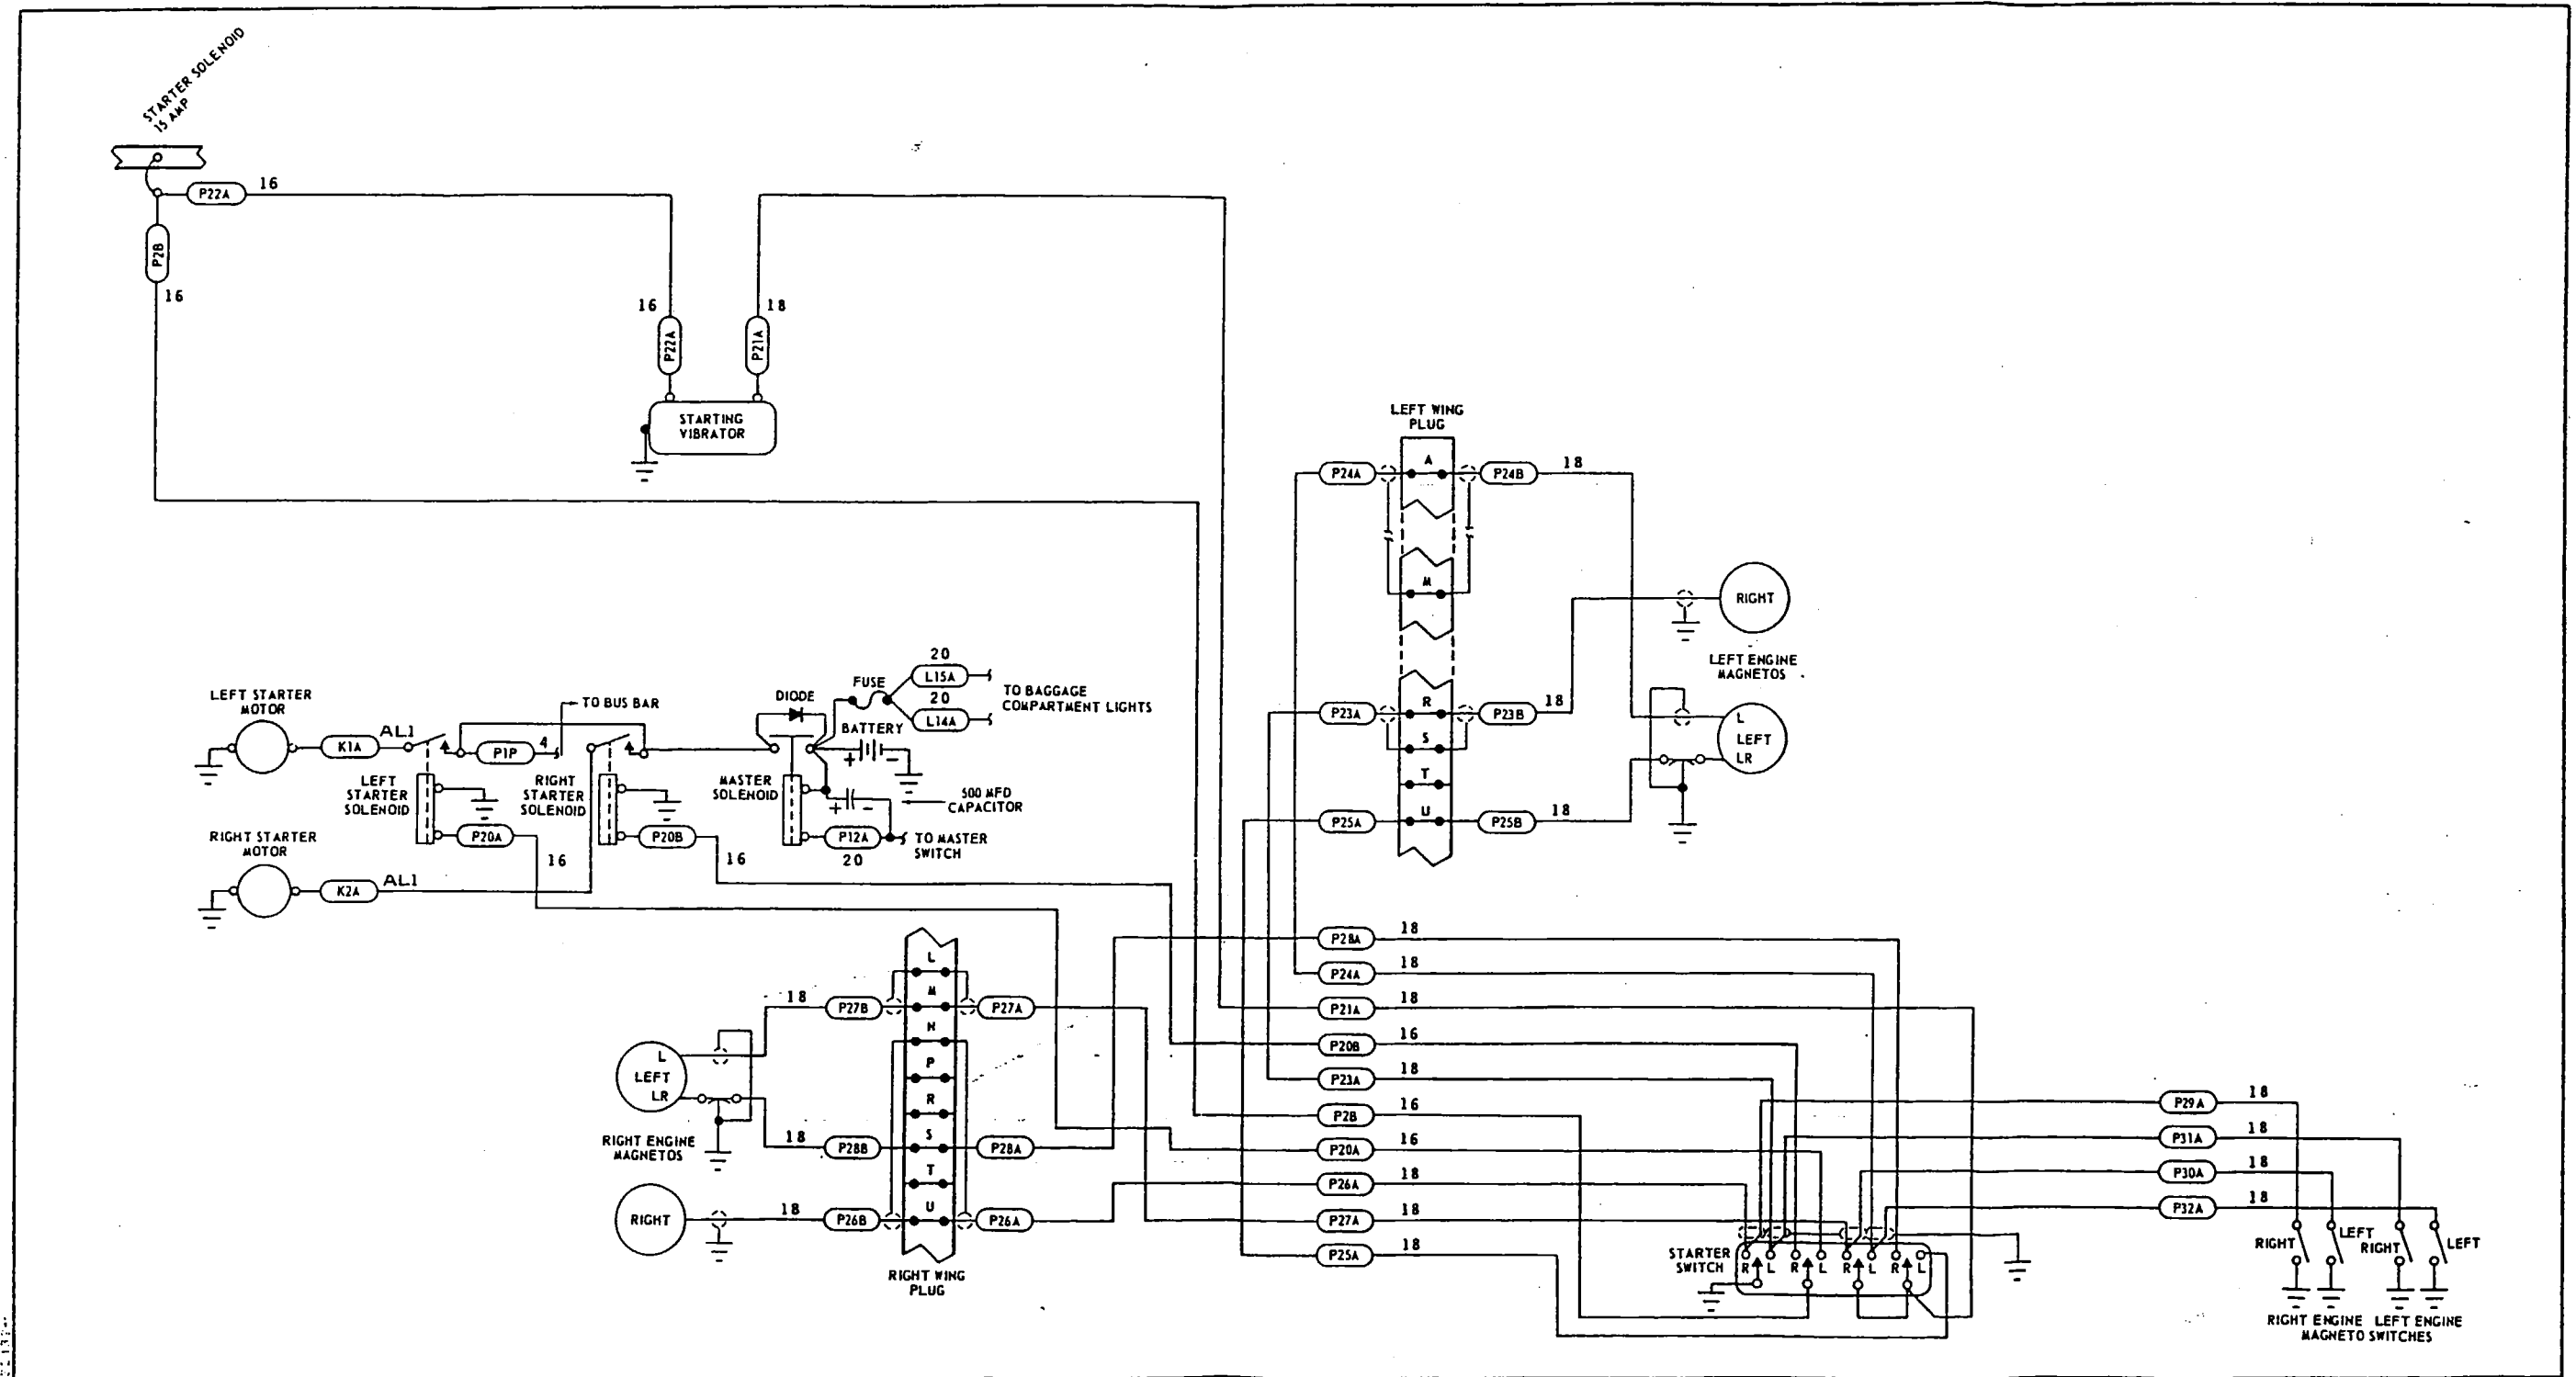 STARTER SOLENOID
15 AMP
P22A
16
P2B
16
16
18
P22A
P21A
STARTING
VIBRATOR
LEFT WING
PLUG
A
P24A
P24B
18
M
RIGHT
LEFT ENGINE
MAGNETOS
R
P23A
P23B
18
S
T
U
P25A
P25B
18
L
LEFT
LR
LEFT STARTER
MOTOR
K1A
AL1
P1P
4
TO BUS BAR
DIODE
FUSE
20
L15A
20
L14A
TO BAGGAGE
COMPARTMENT LIGHTS
BATTERY
+
-
LEFT
STARTER
SOLENOID
RIGHT
STARTER
SOLENOID
MASTER
SOLENOID
+
-
500 MFD
CAPACITOR
P20A
16
P20B
16
P12A
20
TO MASTER
SWITCH
RIGHT STARTER
MOTOR
K2A
AL1
L
M
N
P
R
S
T
U
18
P27B
P27A
L
LEFT
LR
RIGHT ENGINE
MAGNETOS
18
P28B
P28A
RIGHT
18
P26B
P26A
RIGHT WING
PLUG
P28A
18
P24A
18
P21A
18
P20B
16
P23A
18
P2B
16
P20A
16
P26A
18
P27A
18
P25A
18
STARTER
SWITCH
R L R L R L R L
P29A
18
P31A
18
P30A
18
P32A
18
RIGHT
LEFT
RIGHT
LEFT
RIGHT ENGINE LEFT ENGINE
MAGNETO SWITCHES